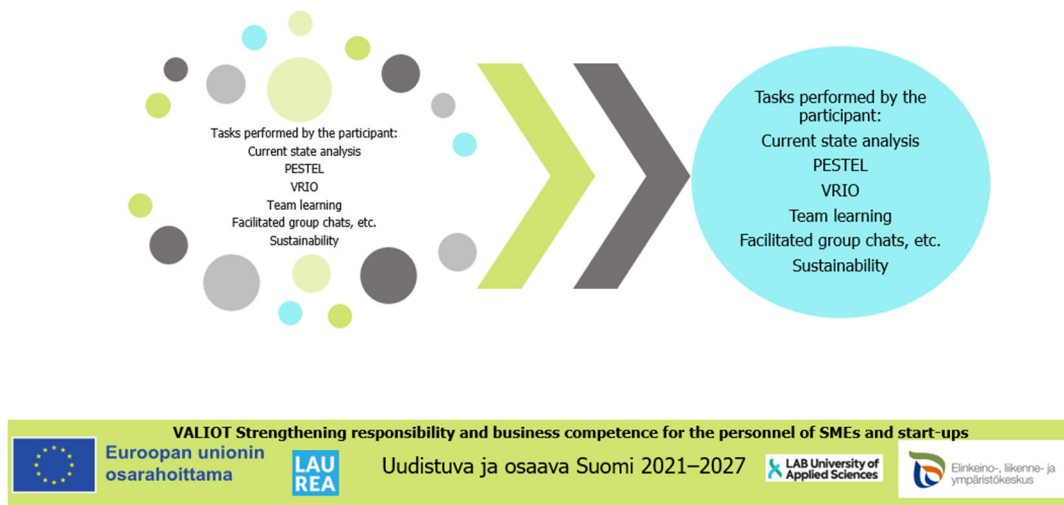 Tasks performed by the participant:
Current state analysis
PESTEL
VRIO
Team learning
Facilitated group chats, etc.
Sustainability
Tasks performed by the
participant:
Current state analysis
PESTEL
VRIO
Team learning
Facilitated group chats, etc.
Sustainability
VALIOT Strengthening responsibility and business competence for the personnel of SMEs and start-ups
Euroopan unionin
osarahoittama
LAU
REA
Uudistuva ja osaava Suomi 2021–2027
LAB University of
Applied Sciences
Elinkeino-, liikenne- ja
ympäristökeskus